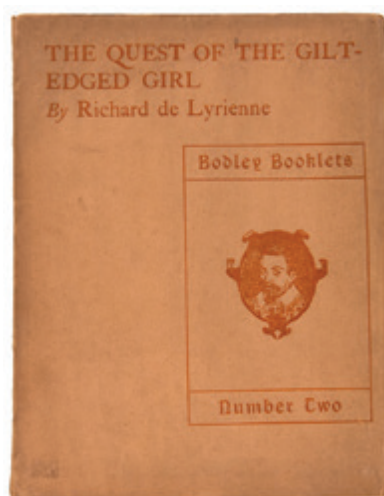 THE QUEST OF THE GILT-
EDGED GIRL
By Richard de Lyrienne
Bodley Booklets
Number Two